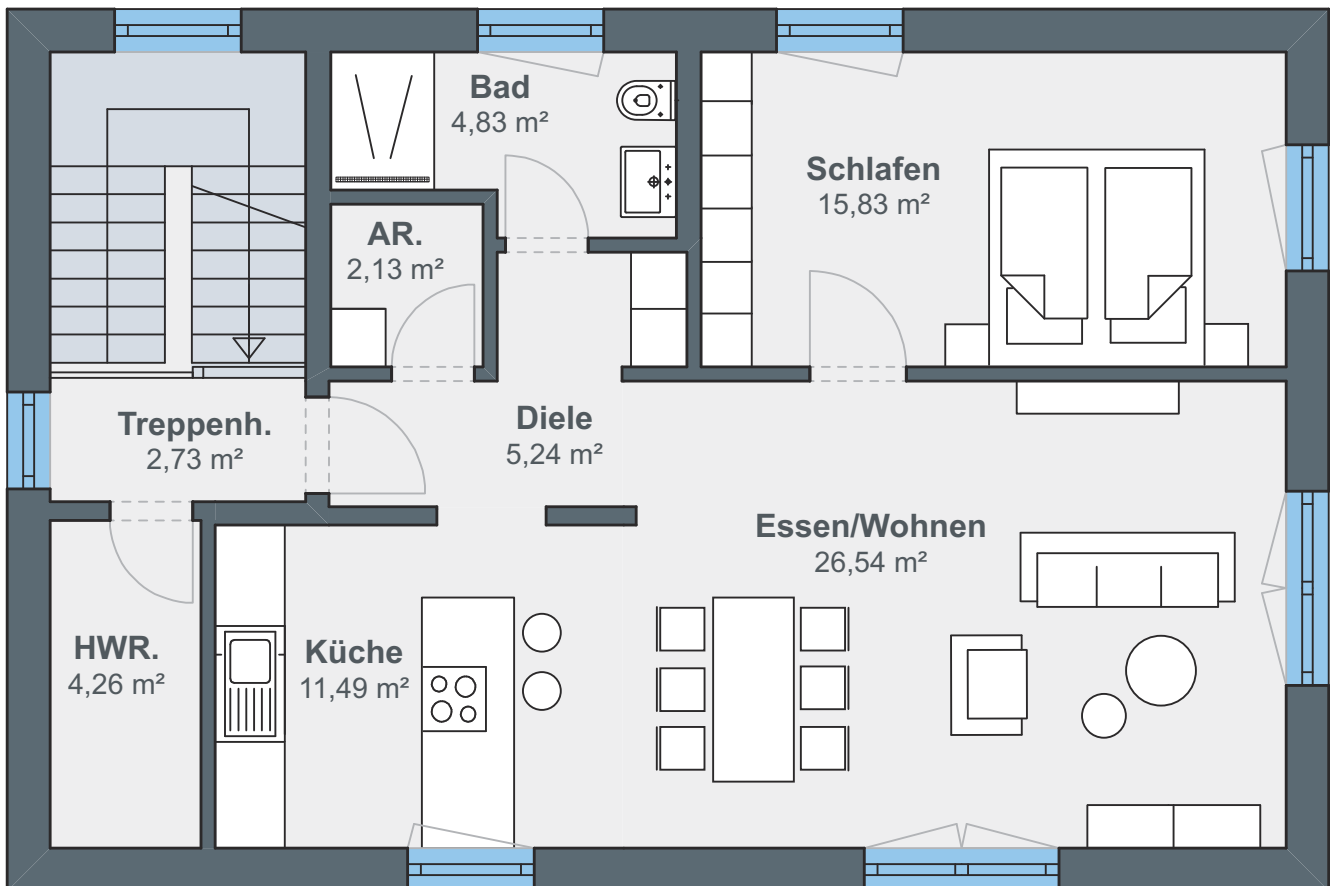 Bad
4,83 m²
Schlafen
15,83 m²
AR.
2,13 m²
Treppenh.
2,73 m²
Diele
5,24 m²
Essen/Wohnen
26,54 m²
HWR.
4,26 m²
Küche
11,49 m²